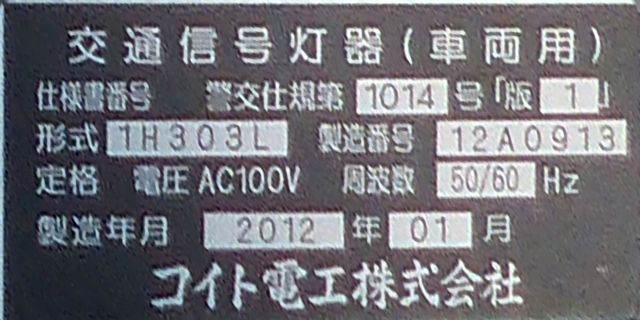 交通信号灯器(車両用)
仕様書番号 警交仕規第 1014 号「版 1」
形式 1H303L 製造番号 12A0913
定格 電圧 AC100V 周波数 50/60 Hz
製造年月 2012 年 01 月
コイト電工株式会社